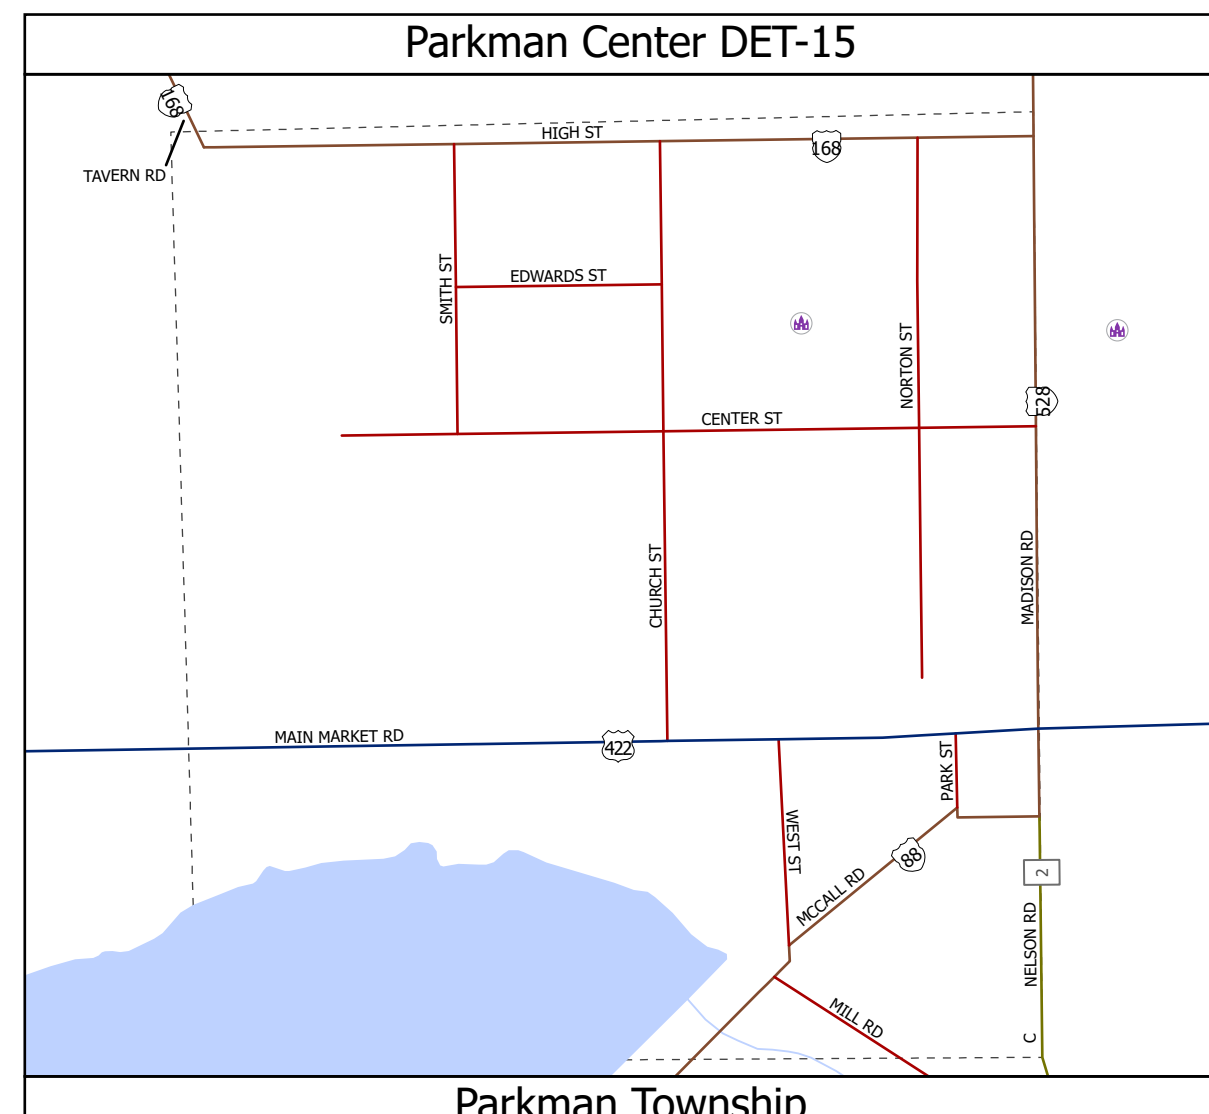 Parkman Center DET-15
168
HIGH ST
168
TAVERN RD
SMITH ST
EDWARDS ST
NORTON ST
528
CENTER ST
CHURCH ST
MADISON RD
MAIN MARKET RD
422
PARK ST
WEST ST
88
2
MCCALL RD
NELSON RD
MILL RD
C
Parkman Township